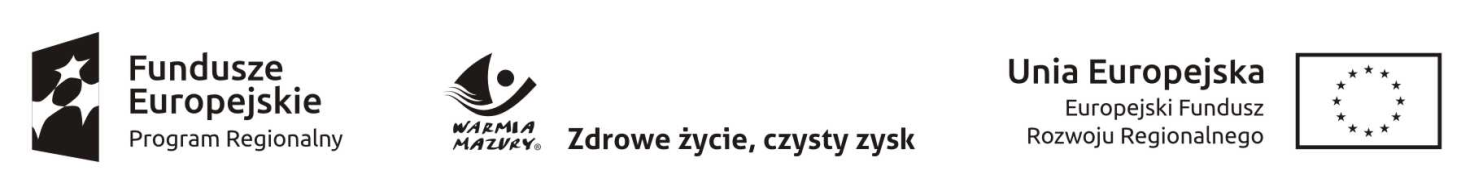 Fundusze
Europejskie
Program Regionalny
WARMIA
MAZURY®
Zdrowe życie, czysty zysk
Unia Europejska
Europejski Fundusz
Rozwoju Regionalnego